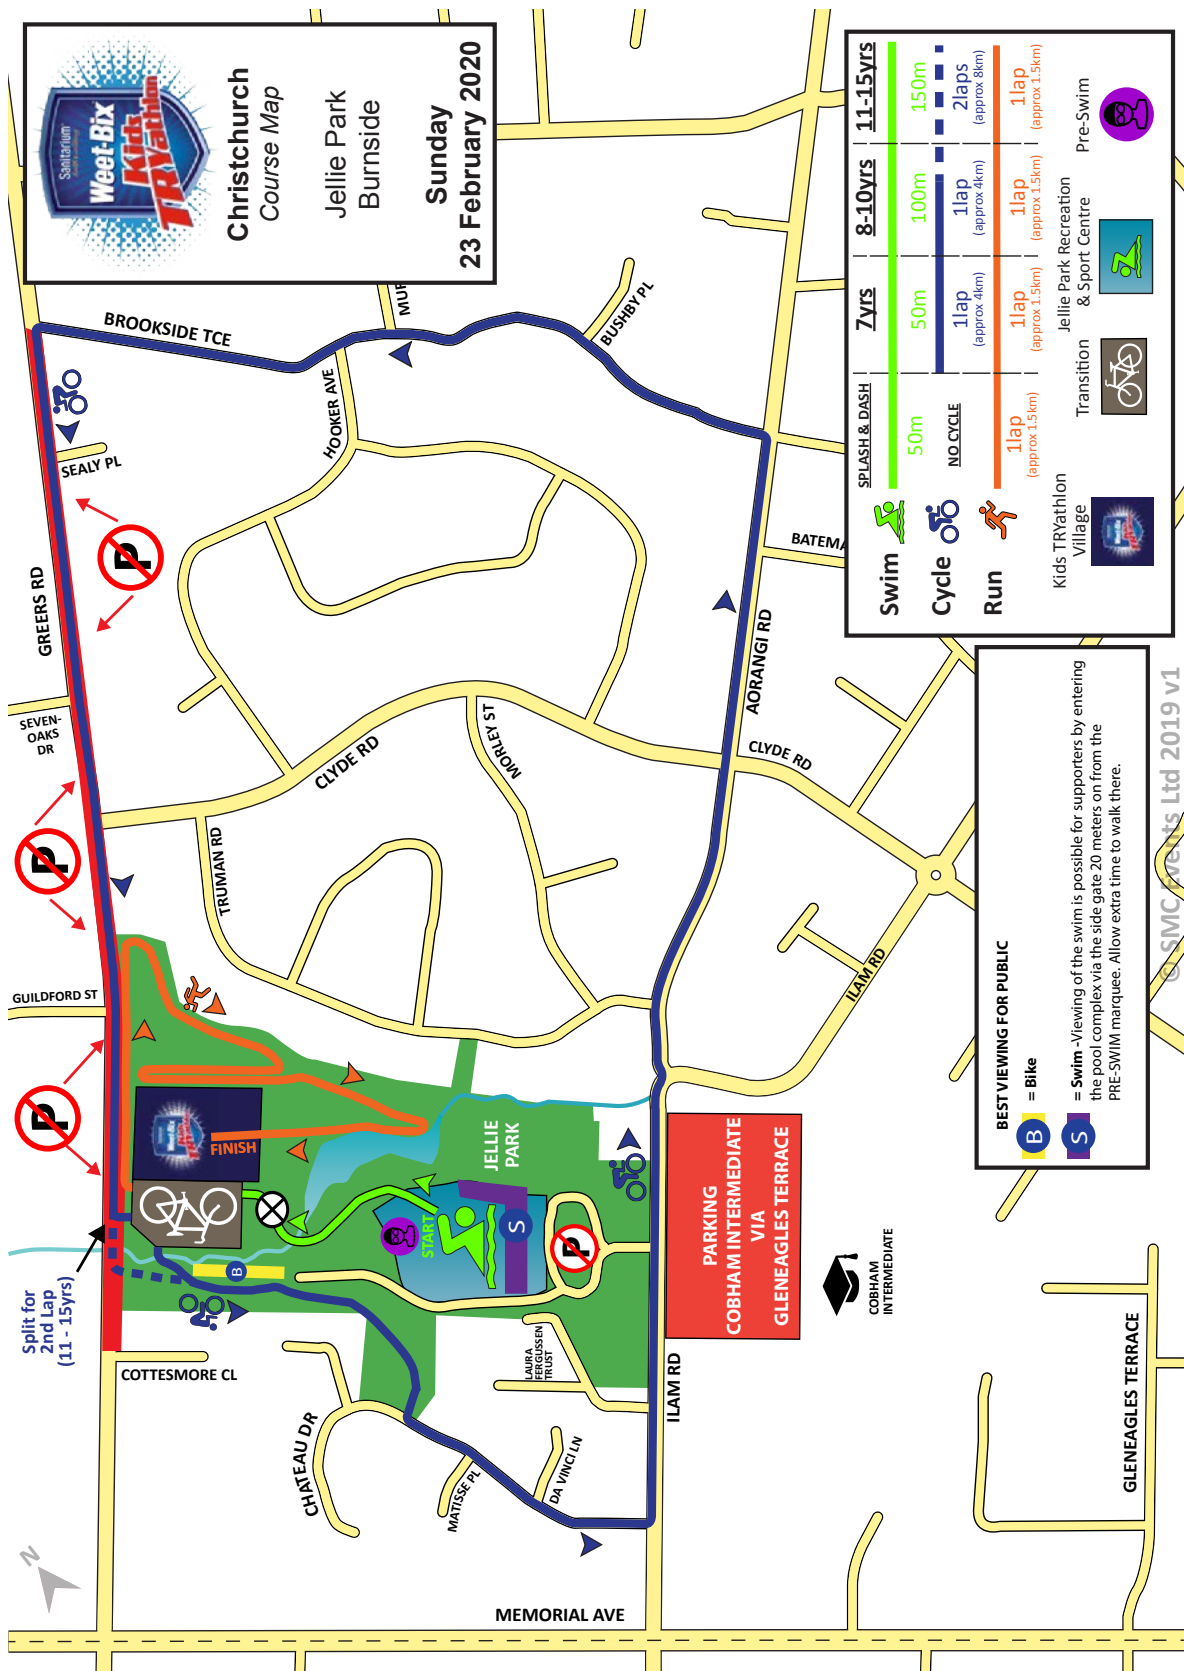 Sanitarium
Weet-Bix
Kids
TRYathlon
Christchurch
Course Map
Jellie Park
Burnside
Sunday
23 February 2020
SPLASH & DASH
7yrs
8-10yrs
11-15yrs
Swim
50m
50m
100m
150m
Cycle
NO CYCLE
1lap
(approx 4km)
1lap
(approx 4km)
2laps
(approx 8km)
Run
1lap
(approx 1.5km)
1lap
(approx 1.5km)
1lap
(approx 1.5km)
1lap
(approx 1.5km)
Kids TRYathlon
Village
Transition
Jellie Park Recreation
& Sport Centre
Pre-Swim
BEST VIEWING FOR PUBLIC
B
= Bike
S
= Swim -Viewing of the swim is possible for supporters by entering
the pool complex via the side gate 20 meters on from the
PRE-SWIM marquee. Allow extra time to walk there.
© SMC Events Ltd 2019 v1
BROOKSIDE TCE
MUR
BUSHBY PL
HOOKER AVE
SEALY PL
GREERS RD
P
SEVEN-
OAKS
DR
P
CLYDE RD
MORLEY ST
CLYDE RD
AORANGI RD
BATEMA
TRUMAN RD
GUILDFORD ST
P
ILAM RD
Weet-Bix
FINISH
JELLIE
PARK
START
S
P
B
Split for
2nd Lap
(11 - 15yrs)
COTTESMORE CL
CHATEAU DR
MATISSE PL
DA VINCI LN
LAURA
FERGUSSEN
TRUST
ILAM RD
PARKING
COBHAM INTERMEDIATE
VIA
GLENEAGLES TERRACE
COBHAM
INTERMEDIATE
GLENEAGLES TERRACE
MEMORIAL AVE
N